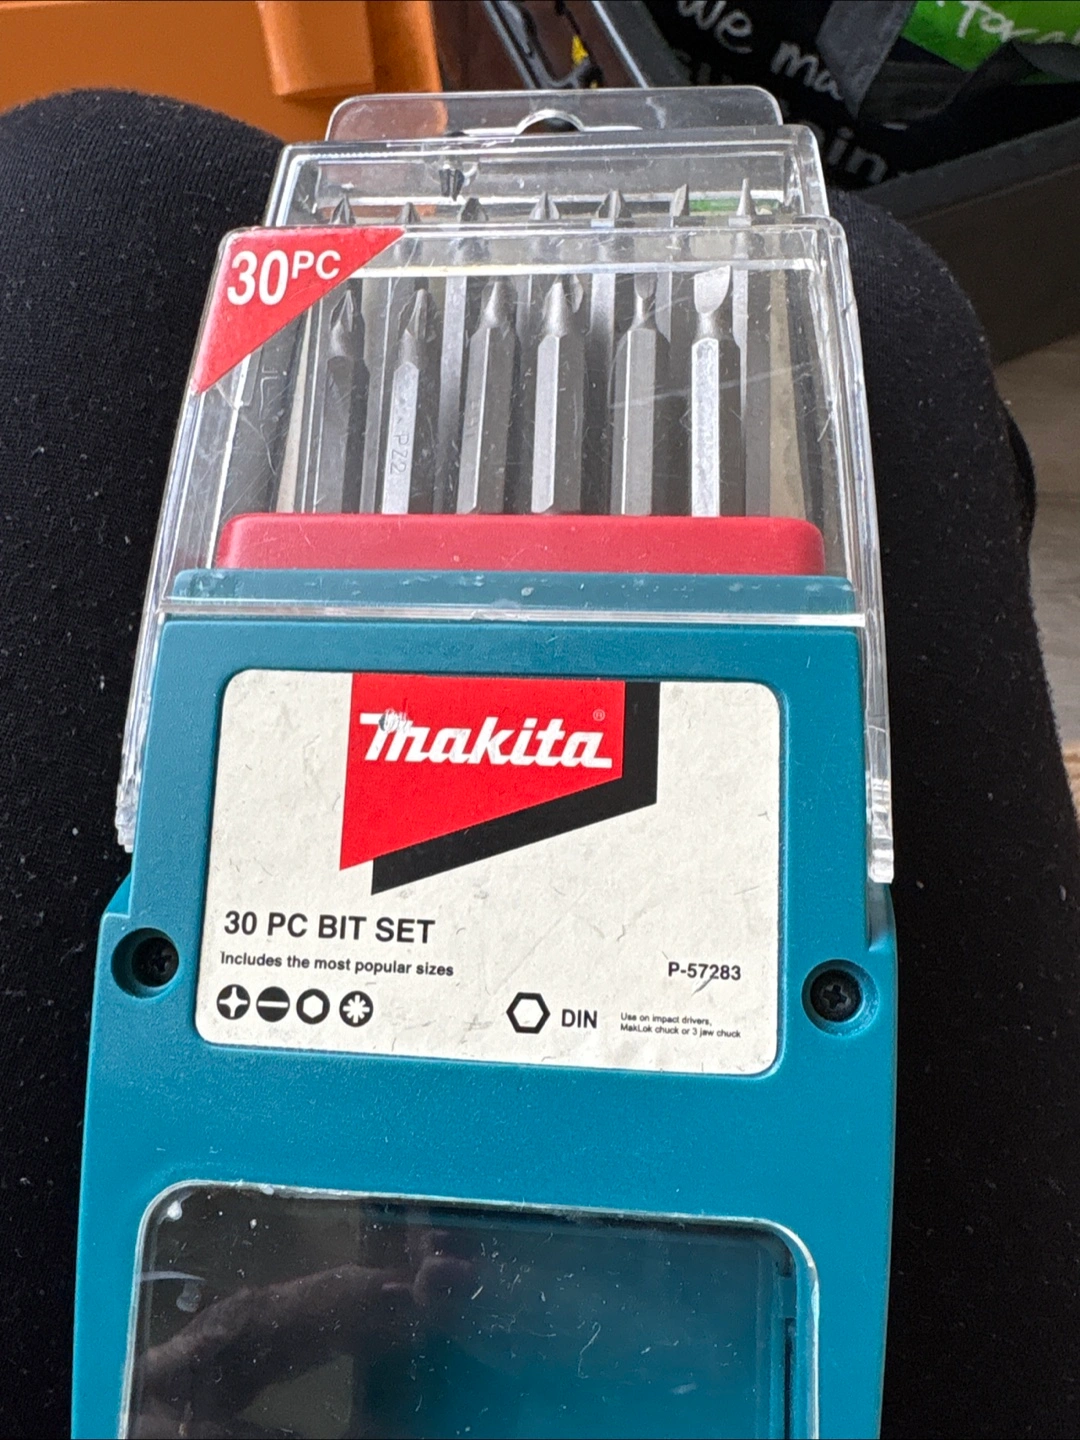 We
30PC
PZ2
makita®
30 PC BIT SET
Includes the most popular sizes
P-57283
DIN
Use on impact drivers,
MakLok chuck or 3 jaw chuck